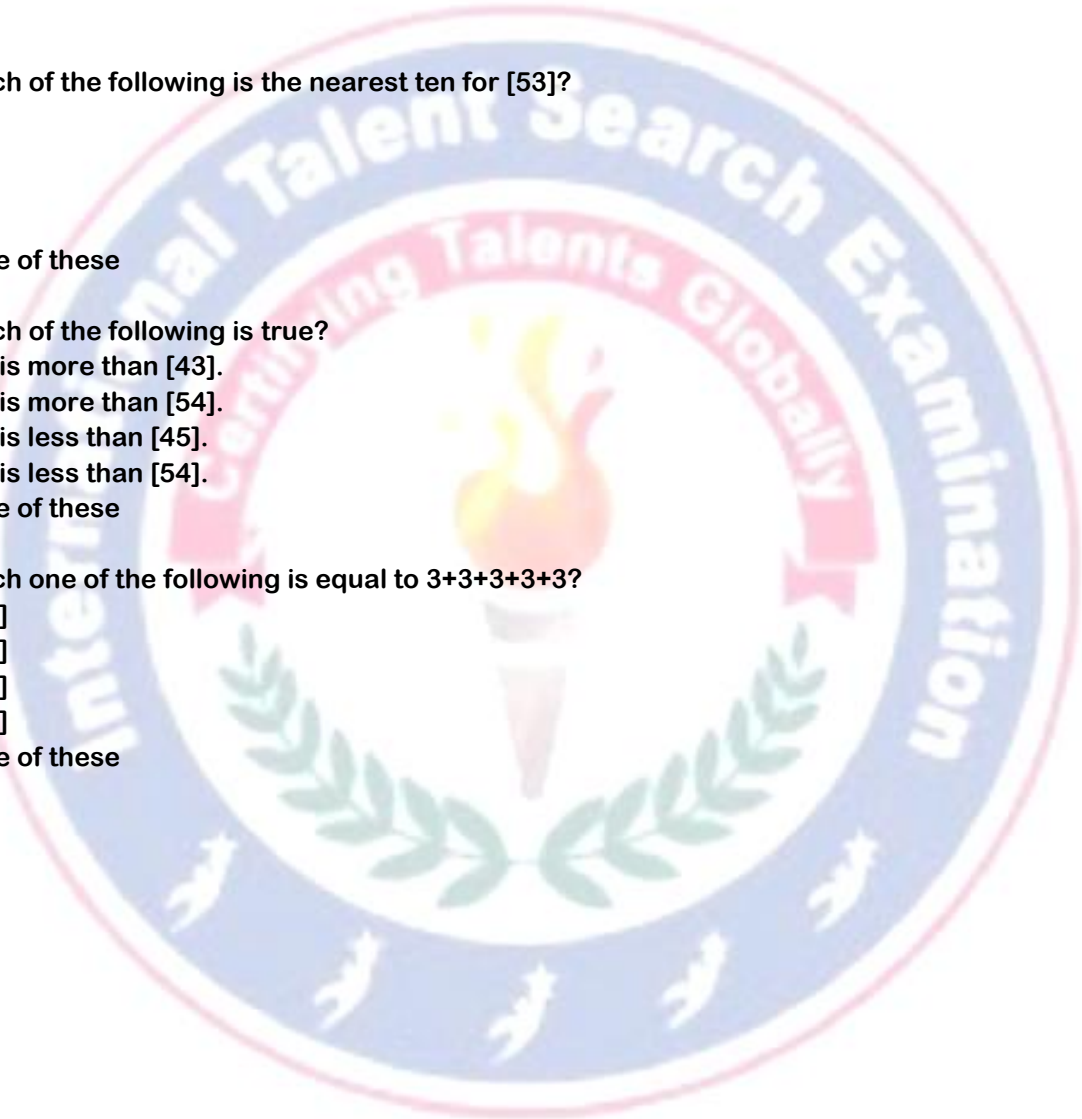 ch of the following is the nearest ten for [53]?
e of these
ch of the following is true?
is more than [43].
is more than [54].
is less than [45].
is less than [54].
e of these
ch one of the following is equal to 3+3+3+3+3?
]
]
]
]
e of these
International Talent Search Examination
Certifying Talents Globally